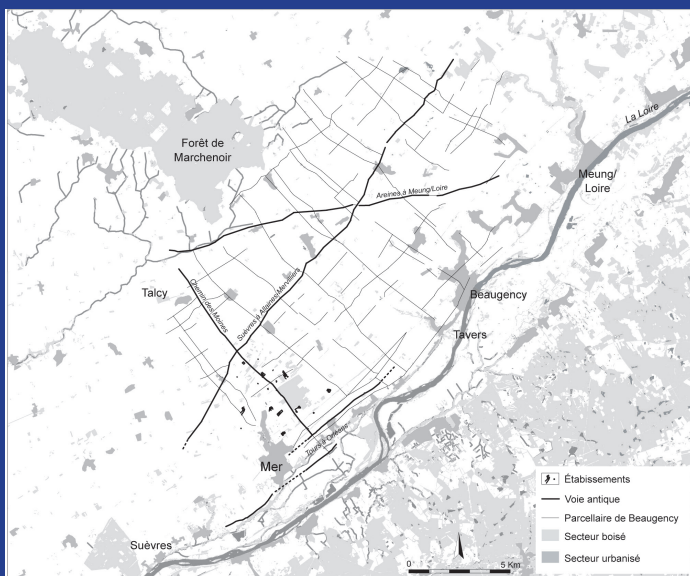 La Loire
Forêt de
Marchenoir
Meung/
Loire
Areines à Meung/Loire
Talcy
Chemin des Moines
Suèvres à Allaines/Mervilliers
Beaugency
Tavers
Tours à Orléans
Mer
Suèvres
Établissements
Voie antique
Parcellaire de Beaugency
Secteur boisé
Secteur urbanisé
0 5 Km